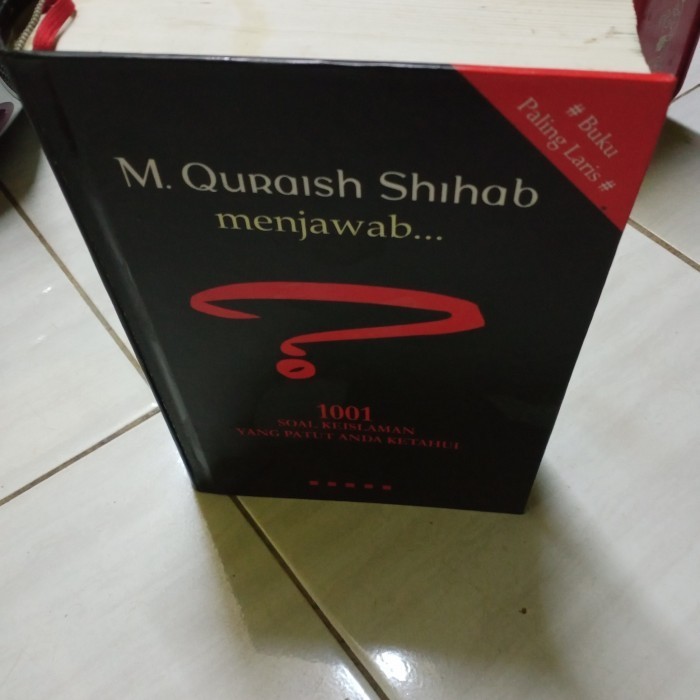 # Buku
Paling Laris #
M. Quraish Shihab
menjawab...
?
1001
SOAL KEISLAMAN
YANG PATUT ANDA KETAHUI